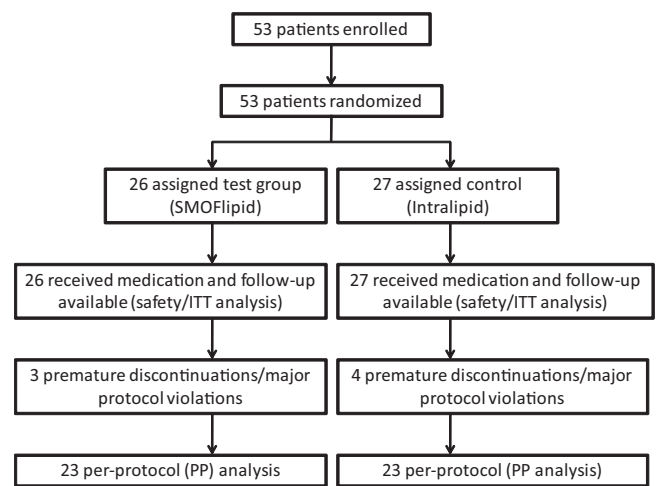 53 patients enrolled
53 patients randomized
26 assigned test group
(SMOFlipid)
27 assigned control
(Intralipid)
26 received medication and follow-up
available (safety/ITT analysis)
27 received medication and follow-up
available (safety/ITT analysis)
3 premature discontinuations/major
protocol violations
4 premature discontinuations/major
protocol violations
23 per-protocol (PP) analysis
23 per-protocol (PP analysis)